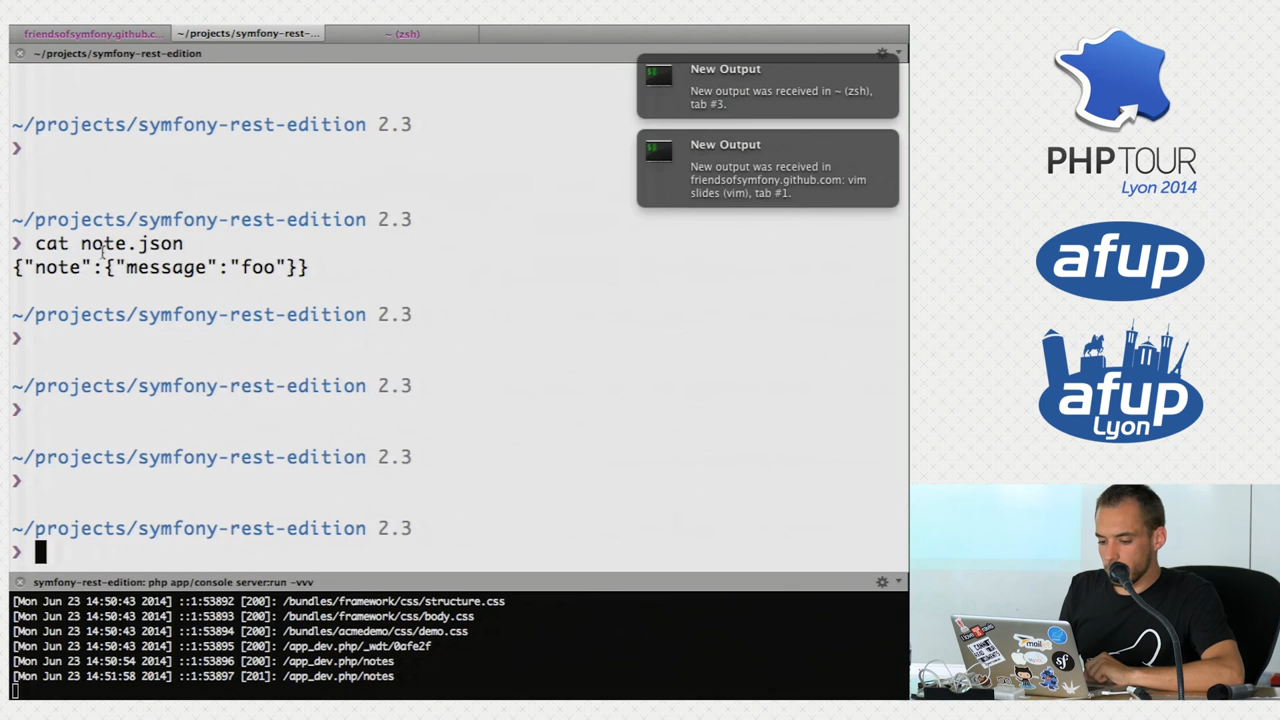 friendsofsymfony.github.c...
~/projects/symfony-rest-...
~ (zsh)
~/projects/symfony-rest-edition
New Output
New output was received in ~ (zsh),
tab #3.
New Output
New output was received in
friendsofsymfony.github.com: vim
slides (vim), tab #1.
~/projects/symfony-rest-edition 2.3
❯
~/projects/symfony-rest-edition 2.3
❯ cat note.json
{"note":{"message":"foo"}}
~/projects/symfony-rest-edition 2.3
❯
~/projects/symfony-rest-edition 2.3
❯
~/projects/symfony-rest-edition 2.3
❯
~/projects/symfony-rest-edition 2.3
❯
symfony-rest-edition: php app/console server:run -vvv
[Mon Jun 23 14:50:43 2014] ::1:53892 [200]: /bundles/framework/css/structure.css
[Mon Jun 23 14:50:43 2014] ::1:53893 [200]: /bundles/framework/css/body.css
[Mon Jun 23 14:50:43 2014] ::1:53894 [200]: /bundles/acmedemo/css/demo.css
[Mon Jun 23 14:50:43 2014] ::1:53895 [200]: /app_dev.php/_wdt/0afe2f
[Mon Jun 23 14:50:54 2014] ::1:53896 [200]: /app_dev.php/notes
[Mon Jun 23 14:51:58 2014] ::1:53897 [201]: /app_dev.php/notes
PHP TOUR
Lyon 2014
afup
afup
Lyon
mail
sf